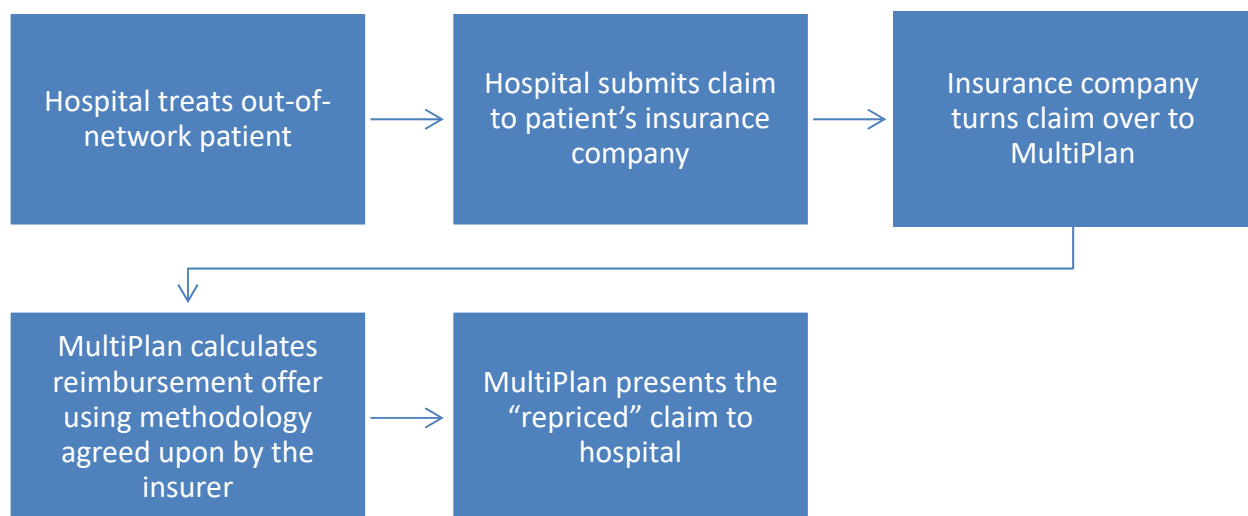 Hospital treats out-of-
network patient
Hospital submits claim
to patient’s insurance
company
Insurance company
turns claim over to
MultiPlan
MultiPlan calculates
reimbursement offer
using methodology
agreed upon by the
insurer
MultiPlan presents the
“repriced” claim to
hospital